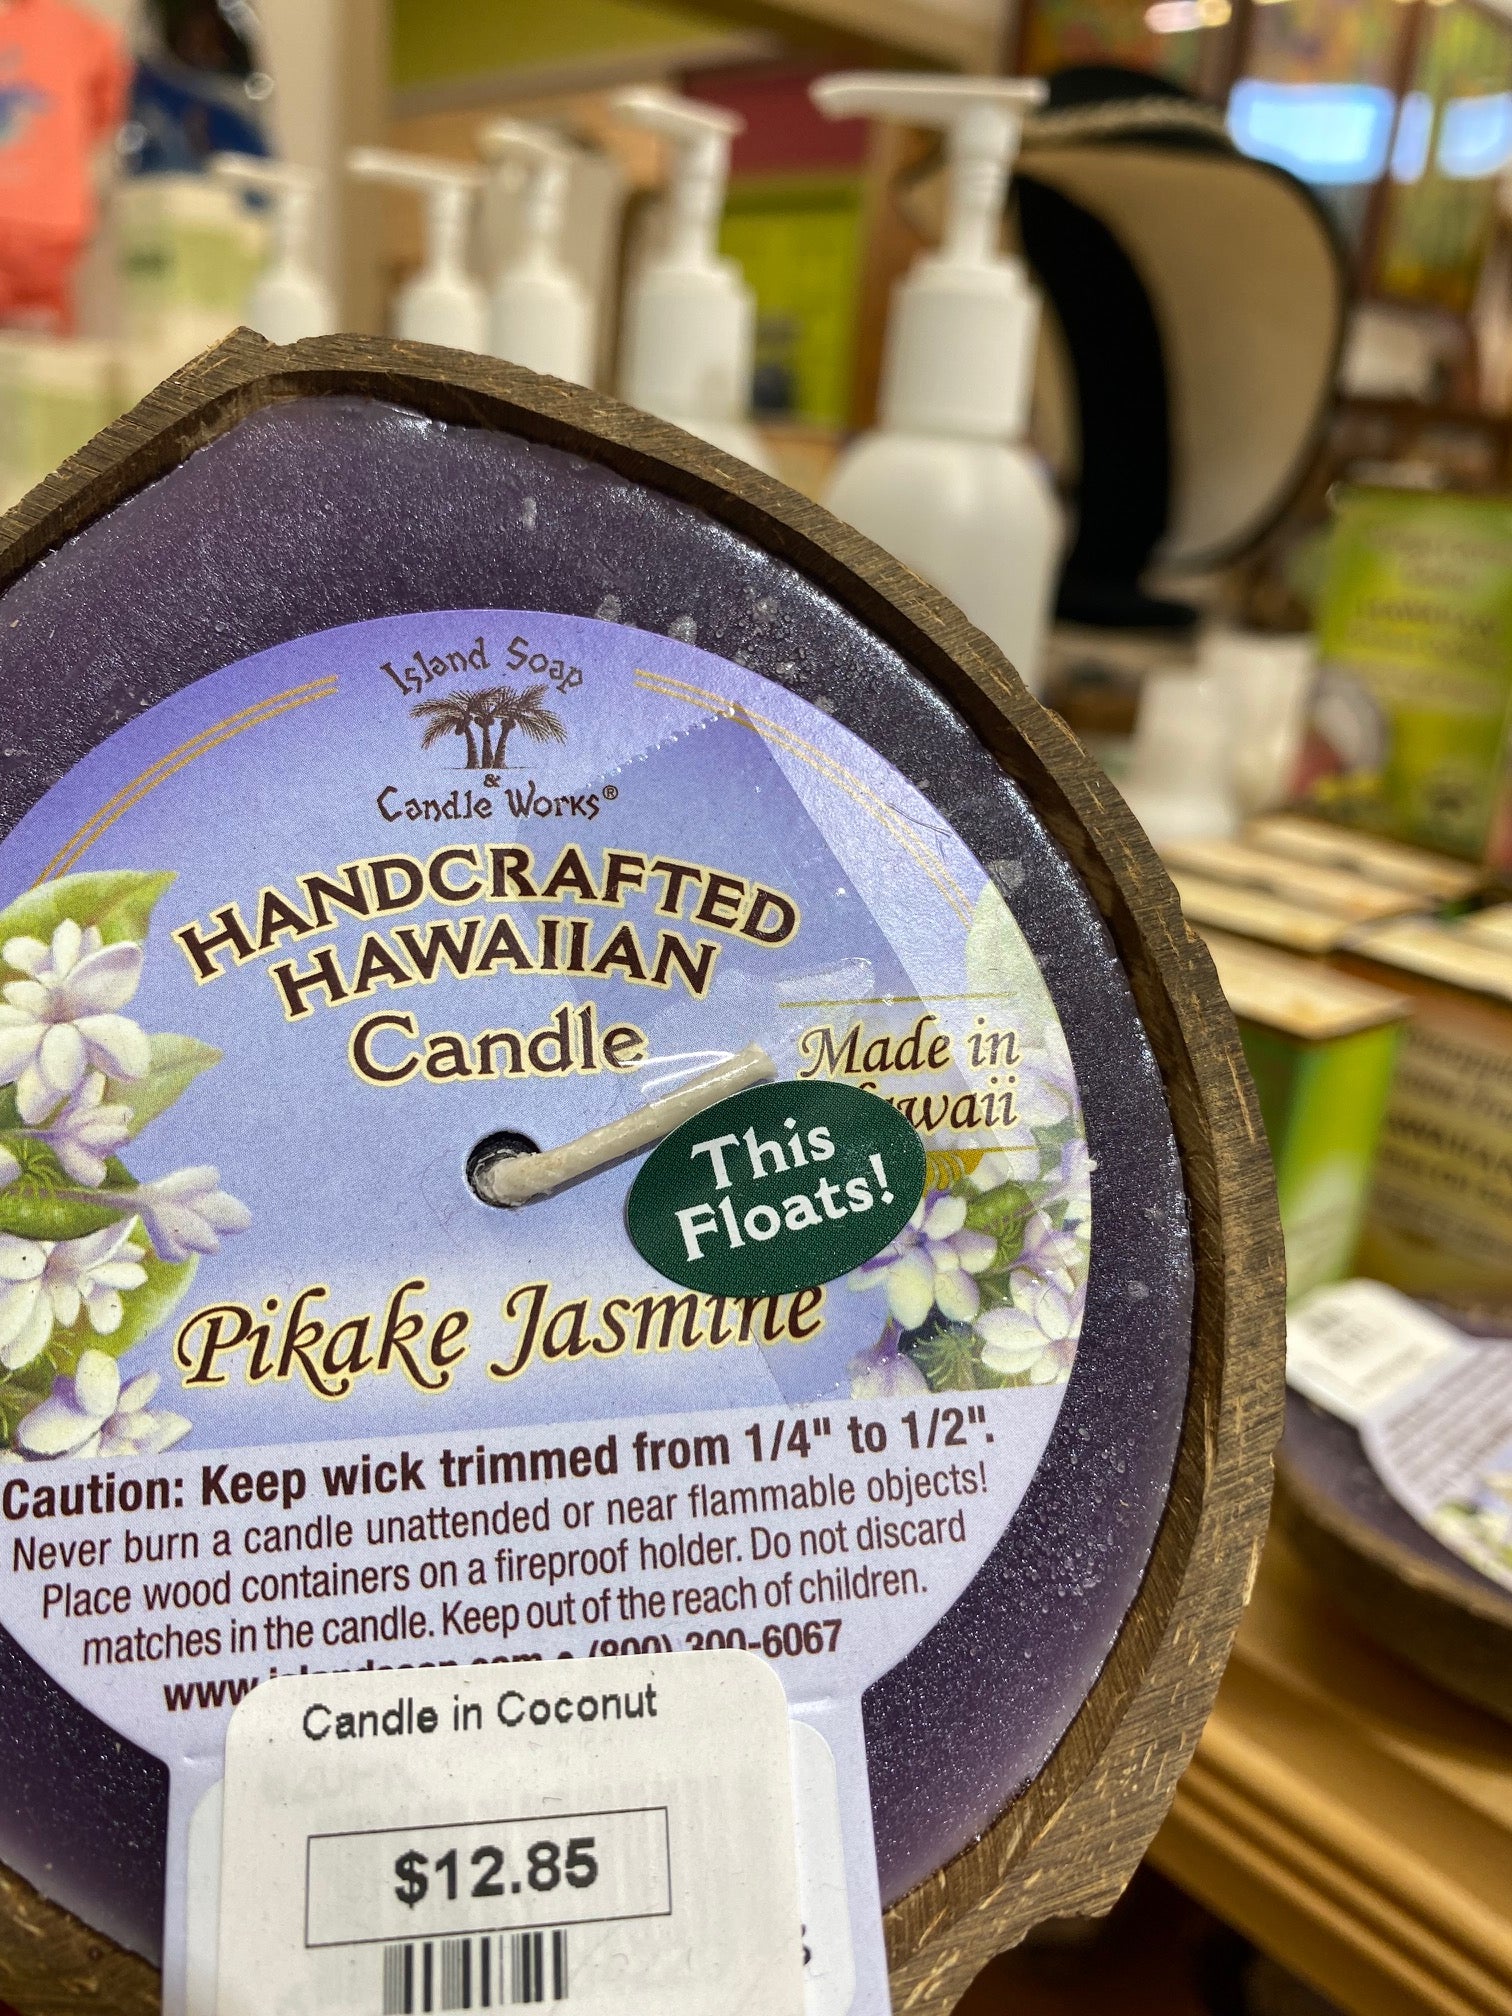 Island Soap
&
Candle Works®
HANDCRAFTED
HAWAIIAN
Candle
Made in
This
Floats!
Pikake Jasmine
Caution: Keep wick trimmed from 1/4" to 1/2".
Never burn a candle unattended or near flammable objects!
Place wood containers on a fireproof holder. Do not discard
matches in the candle. Keep out of the reach of children.
(800) 300-6067
Candle in Coconut
$12.85